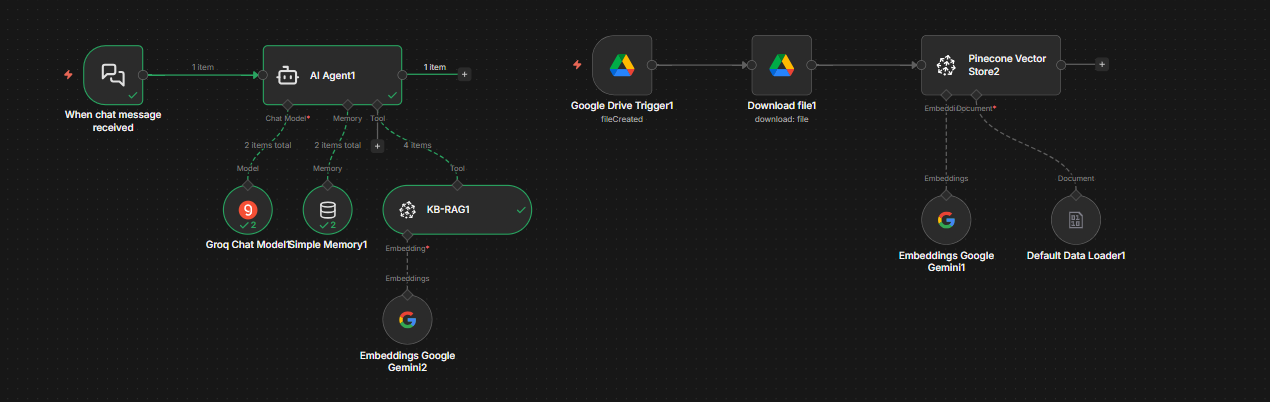 1 item
AI Agent1
1 item
+
When chat message
received
Chat Model*
Memory
Tool
+
2 items total
2 items total
4 items
Model
Memory
Tool
2
2
KB-RAG1
Groq Chat Model1
Simple Memory1
Embedding*
Embeddings
Embeddings Google
Gemini2
Google Drive Trigger1
fileCreated
Download file1
download: file
Pinecone Vector
Store2
+
Document*
Embeddings
Document
Embeddings Google
Gemini1
Default Data Loader1